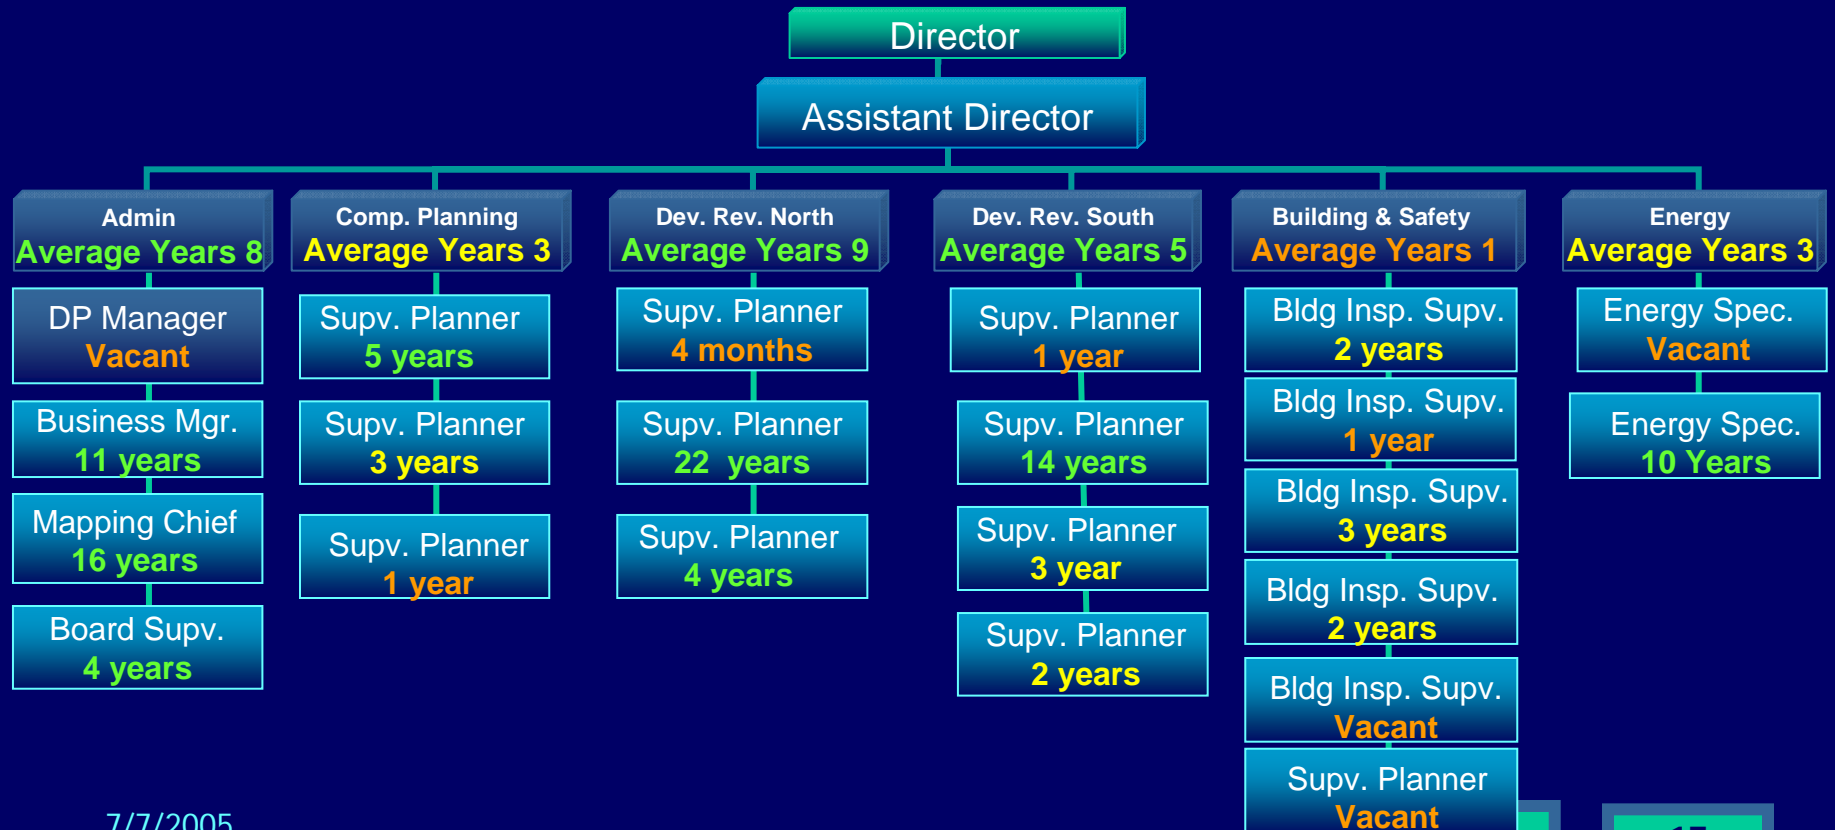 Director
Assistant Director
Admin
Average Years 8
DP Manager
Vacant
Business Mgr.
11 years
Mapping Chief
16 years
Board Supv.
4 years
Comp. Planning
Average Years 3
Supv. Planner
5 years
Supv. Planner
3 years
Supv. Planner
1 year
Dev. Rev. North
Average Years 9
Supv. Planner
4 months
Supv. Planner
22 years
Supv. Planner
4 years
Dev. Rev. South
Average Years 5
Supv. Planner
1 year
Supv. Planner
14 years
Supv. Planner
3 year
Supv. Planner
2 years
Building & Safety
Average Years 1
Bldg Insp. Supv.
2 years
Bldg Insp. Supv.
1 year
Bldg Insp. Supv.
3 years
Bldg Insp. Supv.
2 years
Bldg Insp. Supv.
Vacant
Supv. Planner
Vacant
Energy
Average Years 3
Energy Spec.
Vacant
Energy Spec.
10 Years
7/7/2005